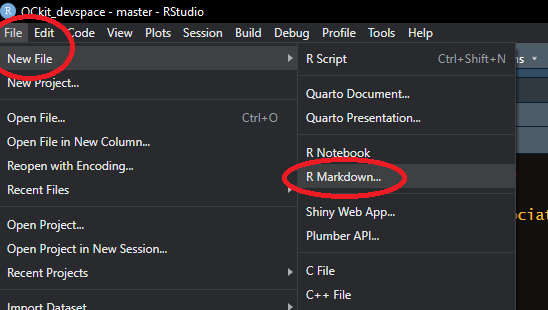 QCkit_devspace - master - RStudio
File Edit Code View Plots Session Build Debug Profile Tools Help
New File
New Project...
Open File... Ctrl+O
Open File in New Column...
Reopen with Encoding...
Recent Files
Open Project...
Open Project in New Session...
Recent Projects
Import Dataset
R Script Ctrl+Shift+N
Quarto Document...
Quarto Presentation...
R Notebook
R Markdown...
Shiny Web App...
Plumber API...
C File
C++ File